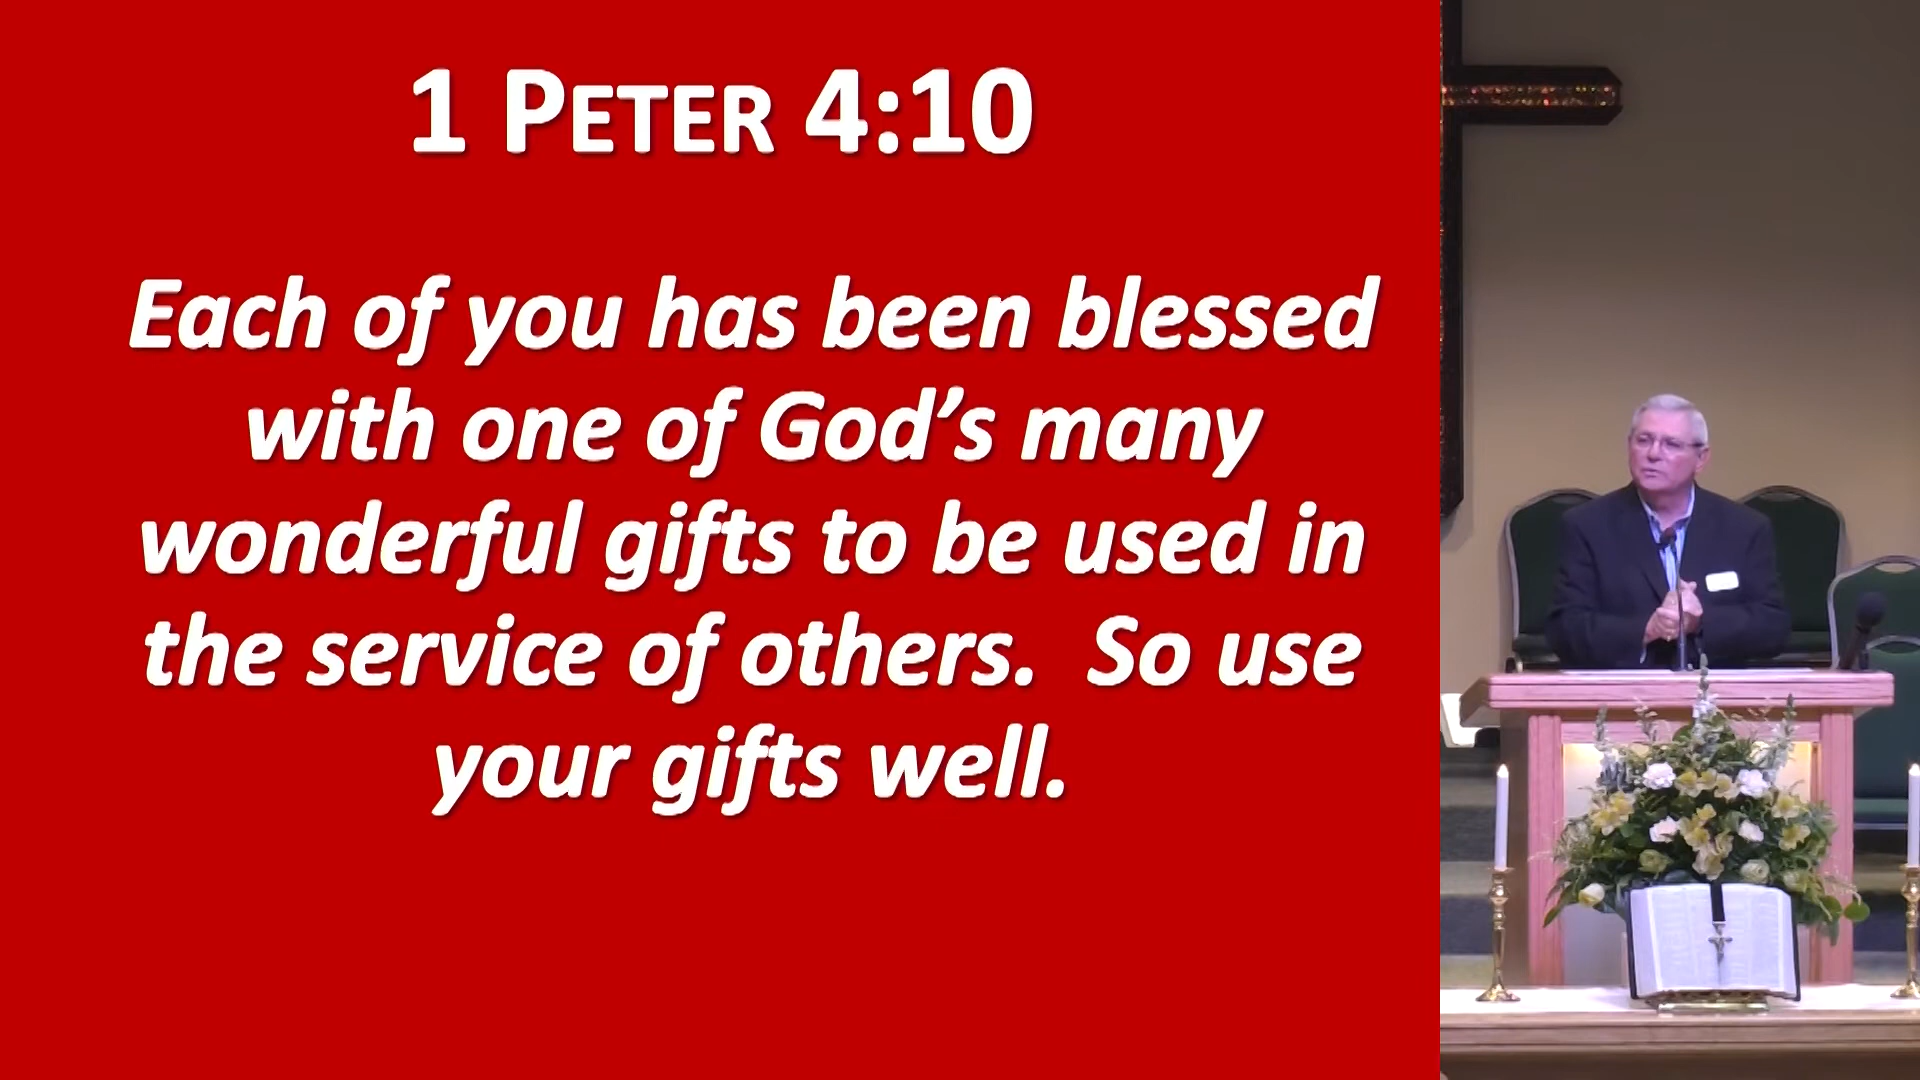 1 PETER 4:10
Each of you has been blessed
with one of God’s many
wonderful gifts to be used in
the service of others.  So use
your gifts well.